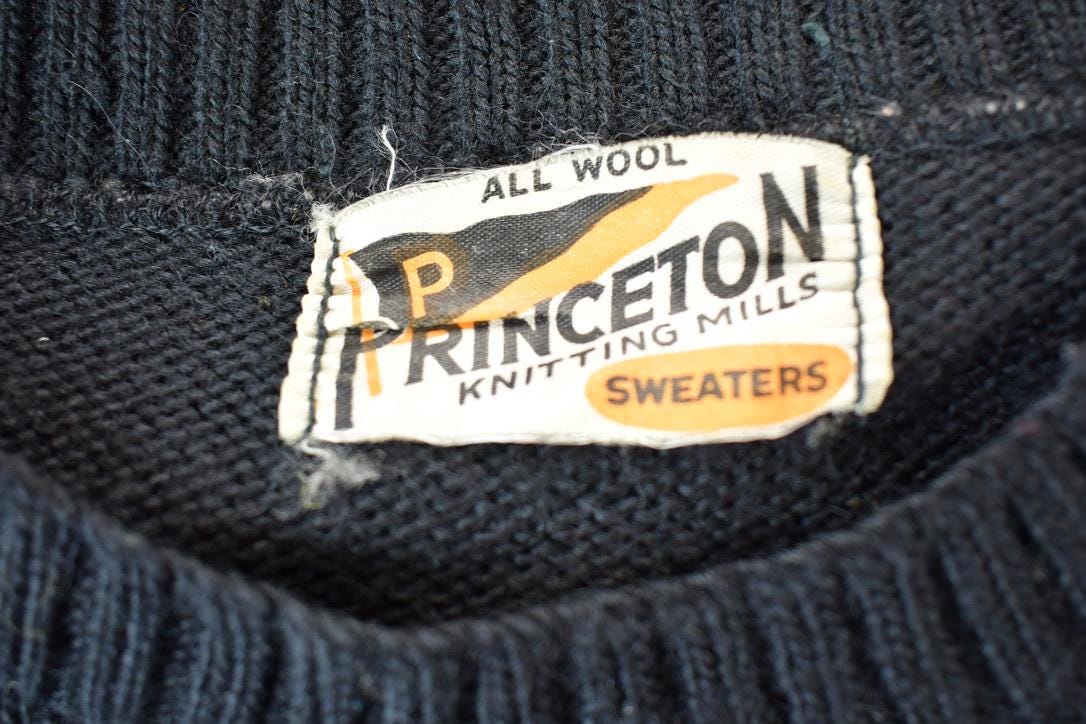 ALL WOOL
P
PRINCETON
KNITTING MILLS
SWEATERS